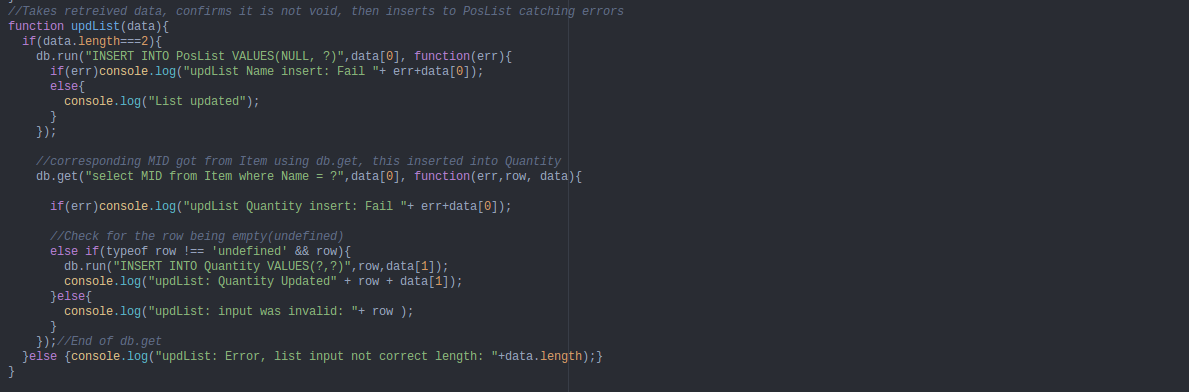 }
//Takes retreived data, confirms it is not void, then inserts to PosList catching errors
function updList(data){
  if(data.length===2){
    db.run("INSERT INTO PosList VALUES(NULL, ?)",data[0], function(err){
      if(err)console.log("updList Name insert: Fail "+ err+data[0]);
      else{
        console.log("List updated");
      }
    });

    //corresponding MID got from Item using db.get, this inserted into Quantity
    db.get("select MID from Item where Name = ?",data[0], function(err,row, data){

      if(err)console.log("updList Quantity insert: Fail "+ err+data[0]);

      //Check for the row being empty(undefined)
      else if(typeof row !== 'undefined' && row){
        db.run("INSERT INTO Quantity VALUES(?,?)",row,data[1]);
        console.log("updList: Quantity Updated" + row + data[1]);
      }else{
        console.log("updList: input was invalid: "+ row );
      }
    });//End of db.get
  }else {console.log("updList: Error, list input not correct length: "+data.length);}
}